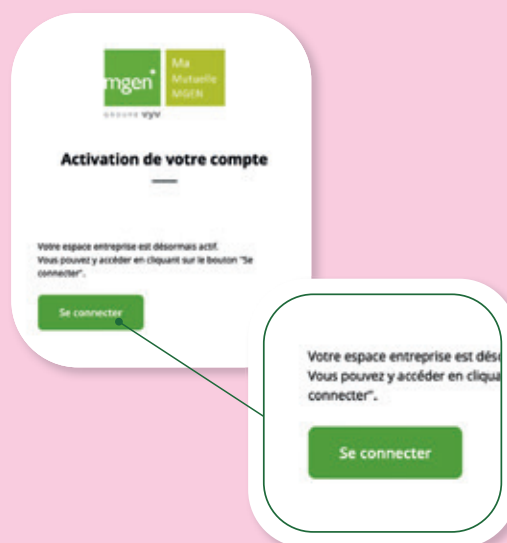 mgen
Ma
Mutuelle
MGEN
GROUPE vyv
Activation de votre compte
Votre espace entreprise est désormais actif.
Vous pouvez y accéder en cliquant sur le bouton "Se
connecter".
Se connecter
Votre espace entreprise est déso
Vous pouvez y accéder en cliqua
connecter".
Se connecter